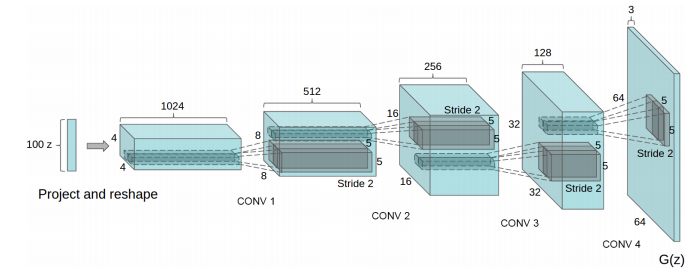 3
128
256
512
1024
64
16
Stride 2
5
5
5
Stride 2
4
8
5
32
5
100 z
5
5
Stride 2
4
8
Stride 2
16
32
5
Project and reshape
CONV 1
CONV 2
CONV 3
64
CONV 4
G(z)